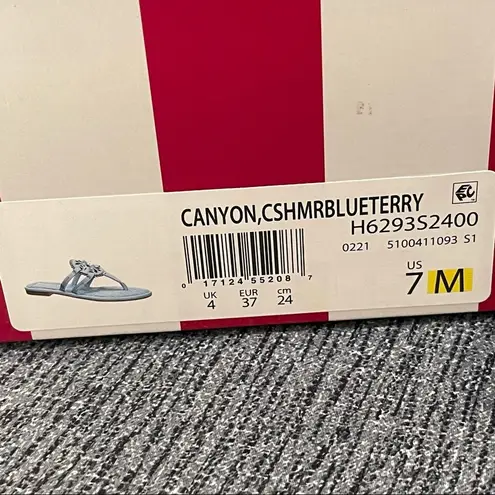 CANYON,CSHMRBLUETERRY
H6293S2400
0221 5100411093 S1
0 17124 55208 7
UK EUR cm
4 37 24
US
7 M